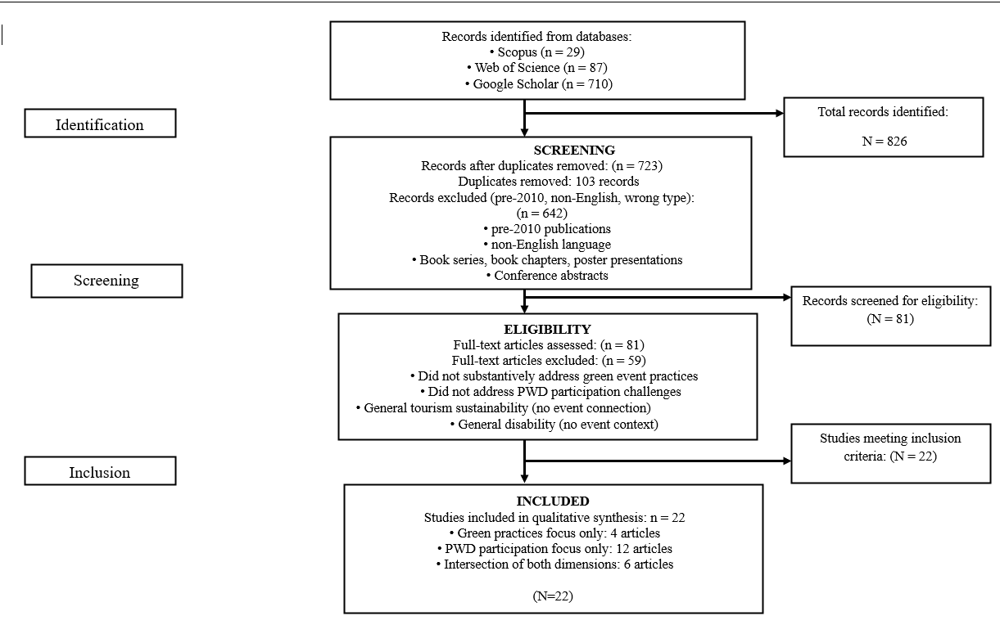 Records identified from databases:
• Scopus (n = 29)
• Web of Science (n = 87)
• Google Scholar (n = 710)
Identification
Total records identified:
N = 826
SCREENING
Records after duplicates removed: (n = 723)
Duplicates removed: 103 records
Records excluded (pre-2010, non-English, wrong type):
(n = 642)
• pre-2010 publications
• non-English language
• Book series, book chapters, poster presentations
• Conference abstracts
Screening
Records screened for eligibility:
(N = 81)
ELIGIBILITY
Full-text articles assessed: (n = 81)
Full-text articles excluded: (n = 59)
• Did not substantively address green event practices
• Did not address PWD participation challenges
• General tourism sustainability (no event connection)
• General disability (no event context)
Studies meeting inclusion
criteria: (N = 22)
Inclusion
INCLUDED
Studies included in qualitative synthesis: n = 22
• Green practices focus only: 4 articles
• PWD participation focus only: 12 articles
• Intersection of both dimensions: 6 articles
(N=22)